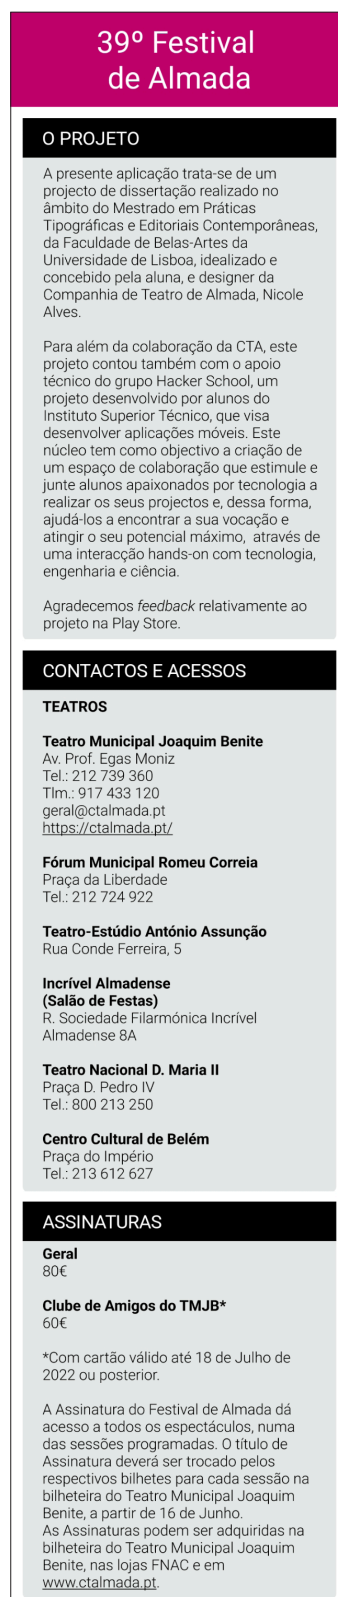 39º Festival
de Almada
O PROJETO
A presente aplicação trata-se de um
projecto de dissertação realizado no
âmbito do Mestrado em Práticas
Tipográficas e Editoriais Contemporâneas,
da Faculdade de Belas-Artes da
Universidade de Lisboa, idealizado e
concebido pela aluna, e designer da
Companhia de Teatro de Almada, Nicole
Alves.
Para além da colaboração da CTA, este
projeto contou também com o apoio
técnico do grupo Hacker School, um
projeto desenvolvido por alunos do
Instituto Superior Técnico, que visa
desenvolver aplicações móveis. Este
núcleo tem como objectivo a criação de
um espaço de colaboração que estimule e
junte alunos apaixonados por tecnologia a
realizar os seus projectos e, dessa forma,
ajudá-los a encontrar a sua vocação e
atingir o seu potencial máximo,  através de
uma interacção hands-on com tecnologia,
engenharia e ciência.
Agradecemos feedback relativamente ao
projeto na Play Store.
CONTACTOS E ACESSOS
TEATROS
Teatro Municipal Joaquim Benite
Av. Prof. Egas Moniz
Tel.: 212 739 360
Tlm.: 917 433 120
geral@ctalmada.pt
https://ctalmada.pt/
Fórum Municipal Romeu Correia
Praça da Liberdade
Tel.: 212 724 922
Teatro-Estúdio António Assunção
Rua Conde Ferreira, 5
Incrível Almadense
(Salão de Festas)
R. Sociedade Filarmónica Incrível
Almadense 8A
Teatro Nacional D. Maria II
Praça D. Pedro IV
Tel.: 800 213 250
Centro Cultural de Belém
Praça do Império
Tel.: 213 612 627
ASSINATURAS
Geral
80€
Clube de Amigos do TMJB*
60€
*Com cartão válido até 18 de Julho de
2022 ou posterior.
A Assinatura do Festival de Almada dá
acesso a todos os espectáculos, numa
das sessões programadas. O título de
Assinatura deverá ser trocado pelos
respectivos bilhetes para cada sessão na
bilheteira do Teatro Municipal Joaquim
Benite, a partir de 16 de Junho.
As Assinaturas podem ser adquiridas na
bilheteira do Teatro Municipal Joaquim
Benite, nas lojas FNAC e em
www.ctalmada.pt.